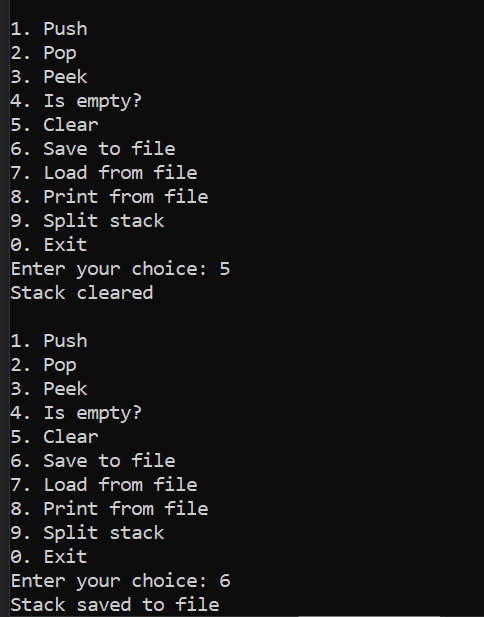 1. Push
2. Pop
3. Peek
4. Is empty?
5. Clear
6. Save to file
7. Load from file
8. Print from file
9. Split stack
0. Exit
Enter your choice: 5
Stack cleared
1. Push
2. Pop
3. Peek
4. Is empty?
5. Clear
6. Save to file
7. Load from file
8. Print from file
9. Split stack
0. Exit
Enter your choice: 6
Stack saved to file